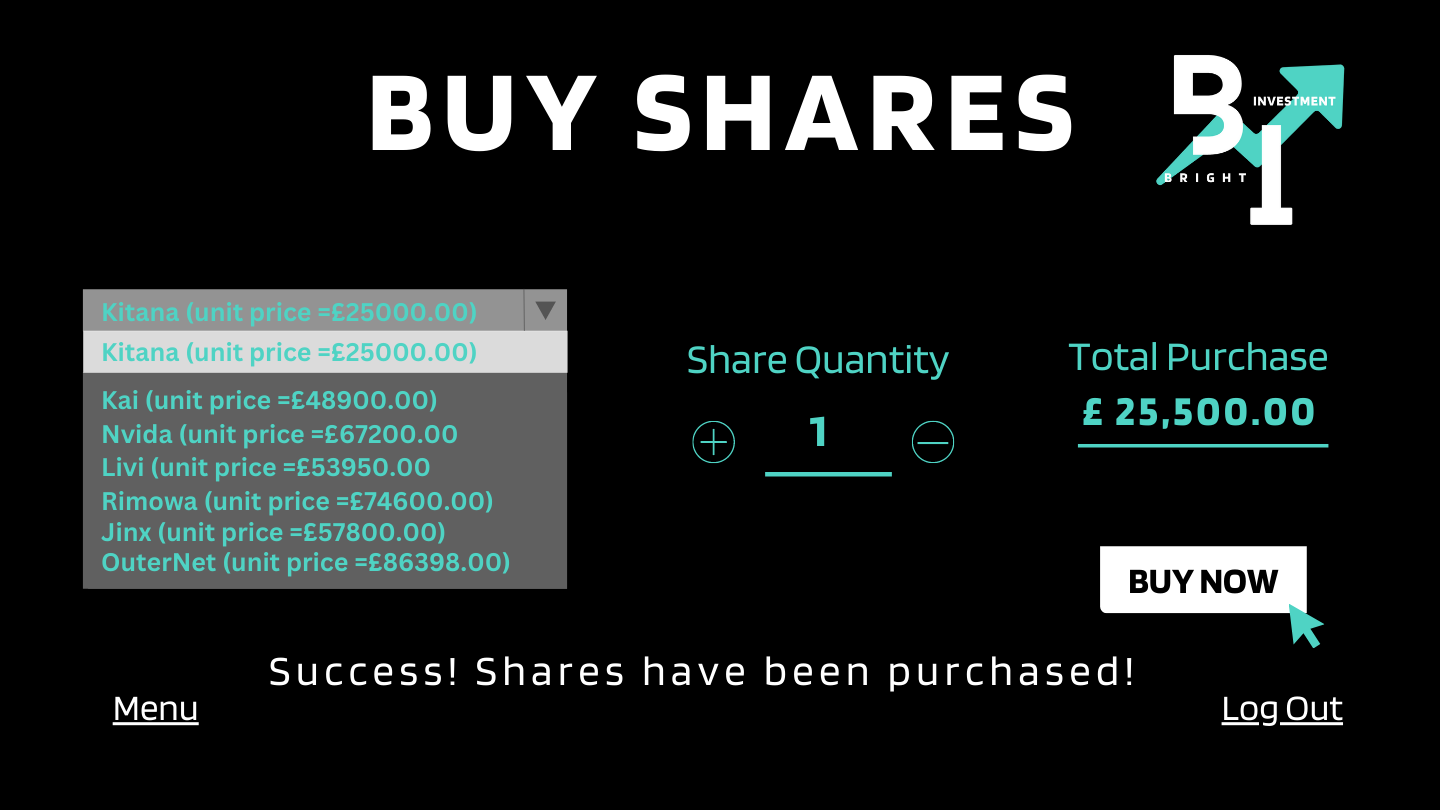 BUY SHARES
B
INVESTMENT
I
BRIGHT
Kitana (unit price =£25000.00)
Kitana (unit price =£25000.00)
Kai (unit price =£48900.00)
Nvida (unit price =£67200.00
Livi (unit price =£53950.00
Rimowa (unit price =£74600.00)
Jinx (unit price =£57800.00)
OuterNet (unit price =£86398.00)
Share Quantity
1
Total Purchase
£ 25,500.00
BUY NOW
Success! Shares have been purchased!
Menu
Log Out